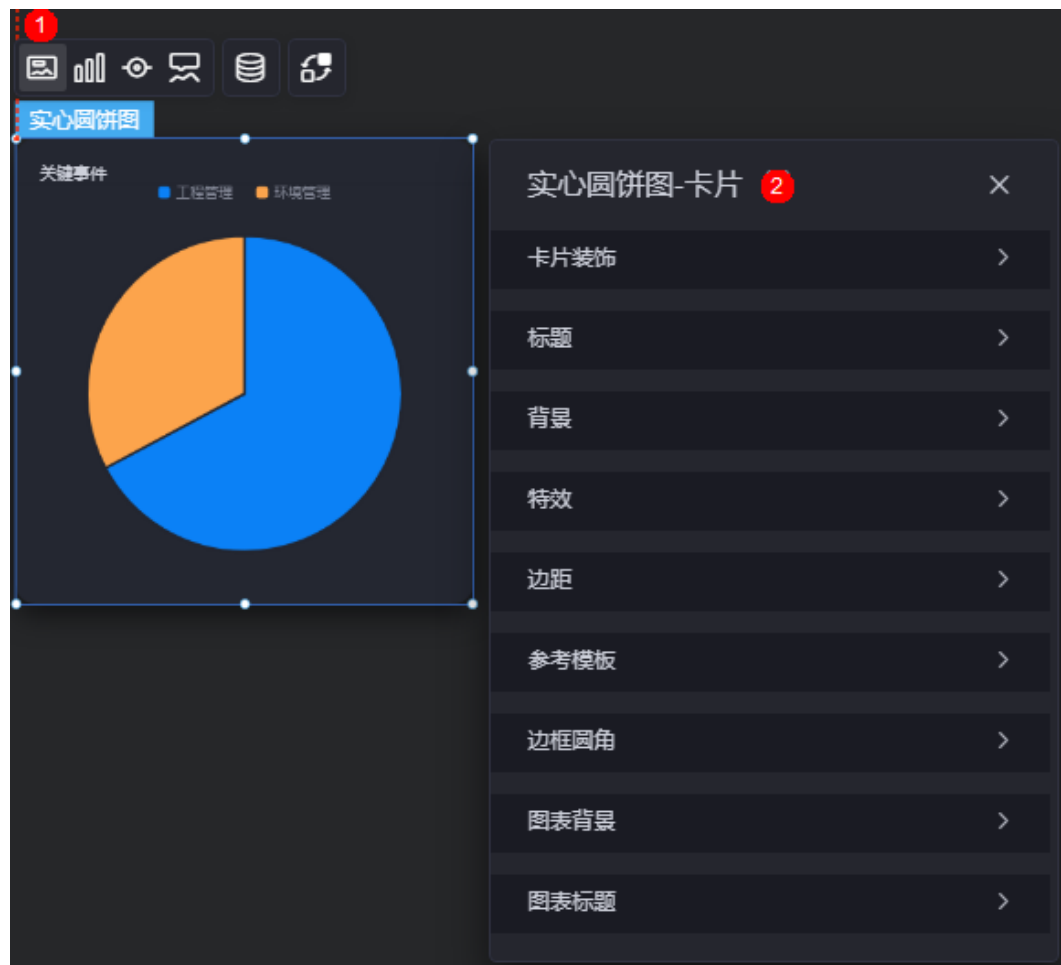 1
实心圆饼图
关键事件
工程管理 环境管理
实心圆饼图-卡片 2
卡片装饰
标题
背景
特效
边距
参考模板
边框圆角
图表背景
图表标题